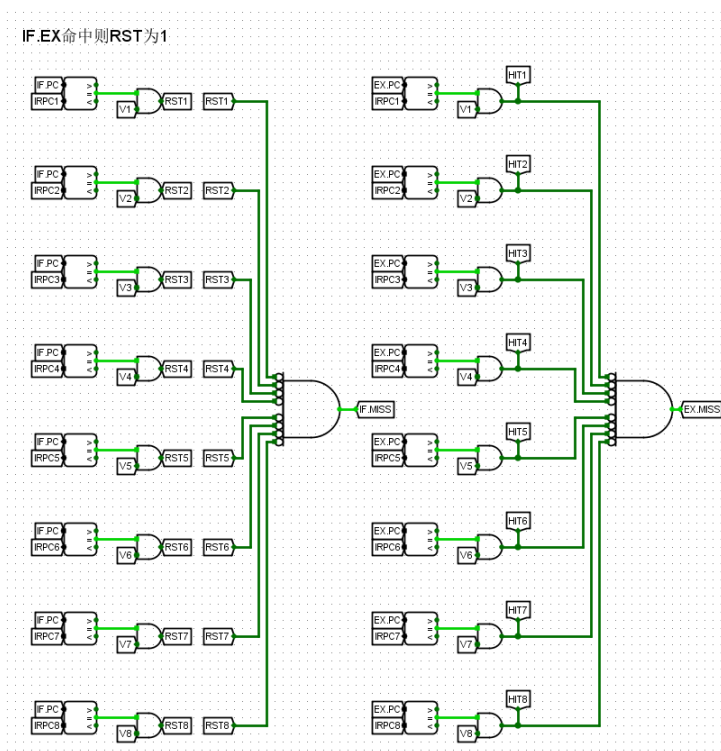 IF.EX命中则RST为1
IF.PC > EX.PC > HIT1
IRPC1 = < V1 RST1 RST1 IRPC1 = < V1
IF.PC > EX.PC > HIT2
IRPC2 = < V2 RST2 RST2 IRPC2 = < V2
IF.PC > EX.PC > HIT3
IRPC3 = < V3 RST3 RST3 IRPC3 = < V3
IF.PC > EX.PC > HIT4
IRPC4 = < V4 RST4 RST4 IRPC4 = < V4
IF.MISS EX.MISS
IF.PC > EX.PC > HIT5
IRPC5 = < V5 RST5 RST5 IRPC5 = < V5
IF.PC > EX.PC > HIT6
IRPC6 = < V6 RST6 RST6 IRPC6 = < V6
IF.PC > EX.PC > HIT7
IRPC7 = < V7 RST7 RST7 IRPC7 = < V7
IF.PC > EX.PC > HIT8
IRPC8 = < V8 RST8 RST8 IRPC8 = < V8